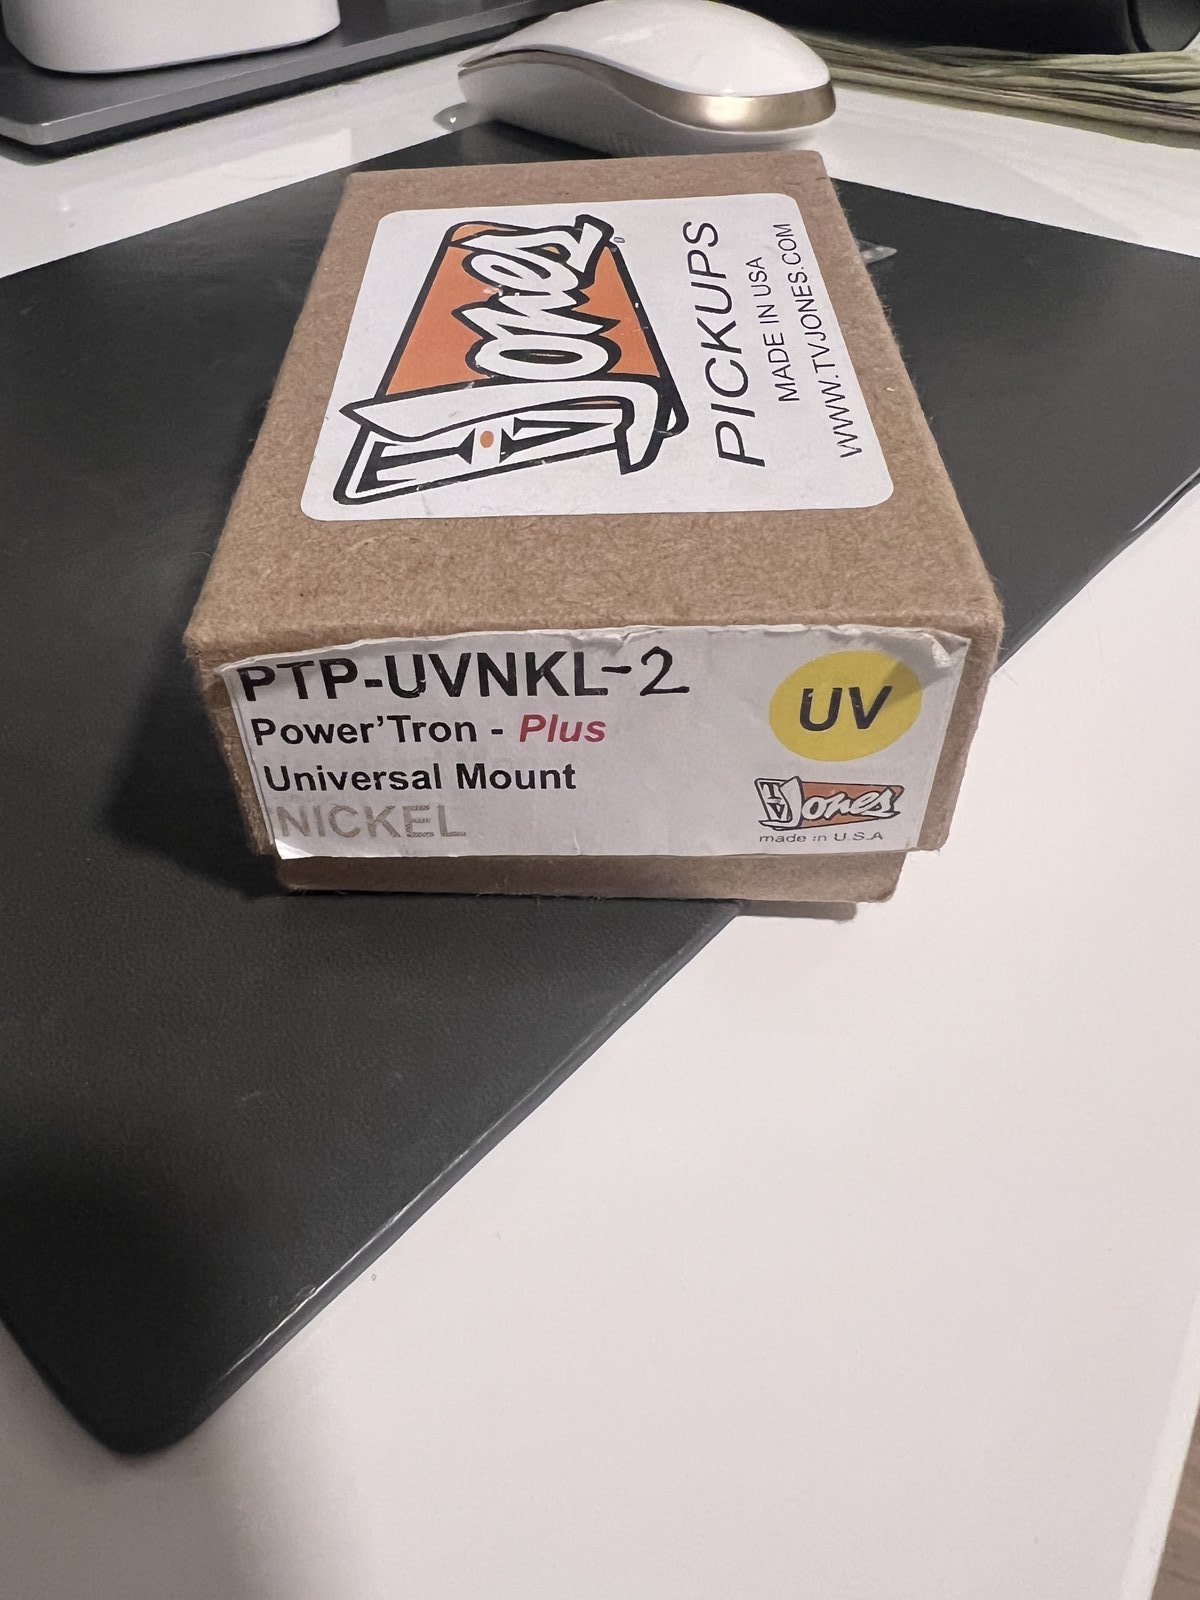 TV Jones
PICKUPS
MADE IN USA
WWW.TVJONES.COM
PTP-UVNKL-2
Power'Tron - Plus
Universal Mount
NICKEL
UV
TV Jones
made in U.S.A